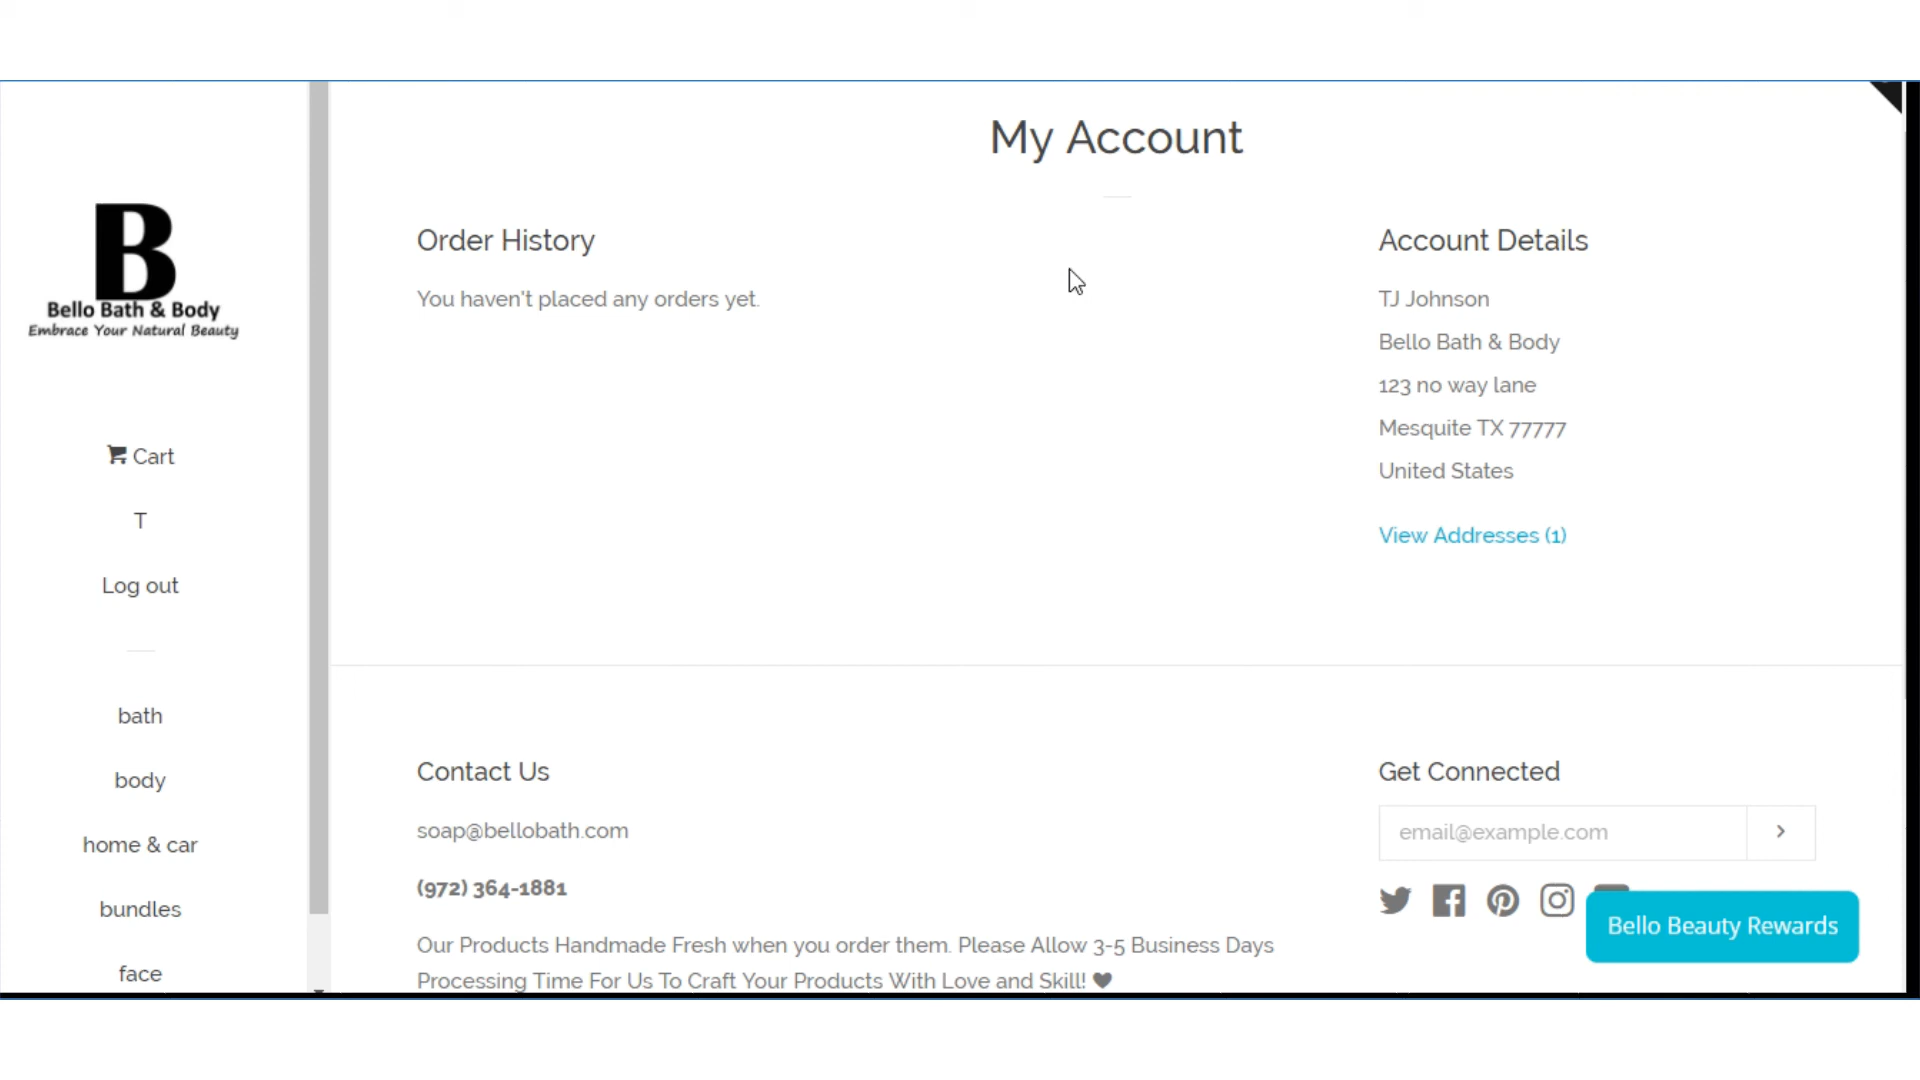 B
Bello Bath & Body
Embrace Your Natural Beauty
Cart
T
Log out
bath
body
home & car
bundles
face
My Account
Order History
You haven't placed any orders yet.
Account Details
TJ Johnson
Bello Bath & Body
123 no way lane
Mesquite TX 77777
United States
View Addresses (1)
Contact Us
soap@bellobath.com
(972) 364-1881
Our Products Handmade Fresh when you order them. Please Allow 3-5 Business Days
Processing Time For Us To Craft Your Products With Love and Skill! ♥
Get Connected
email@example.com
Bello Beauty Rewards